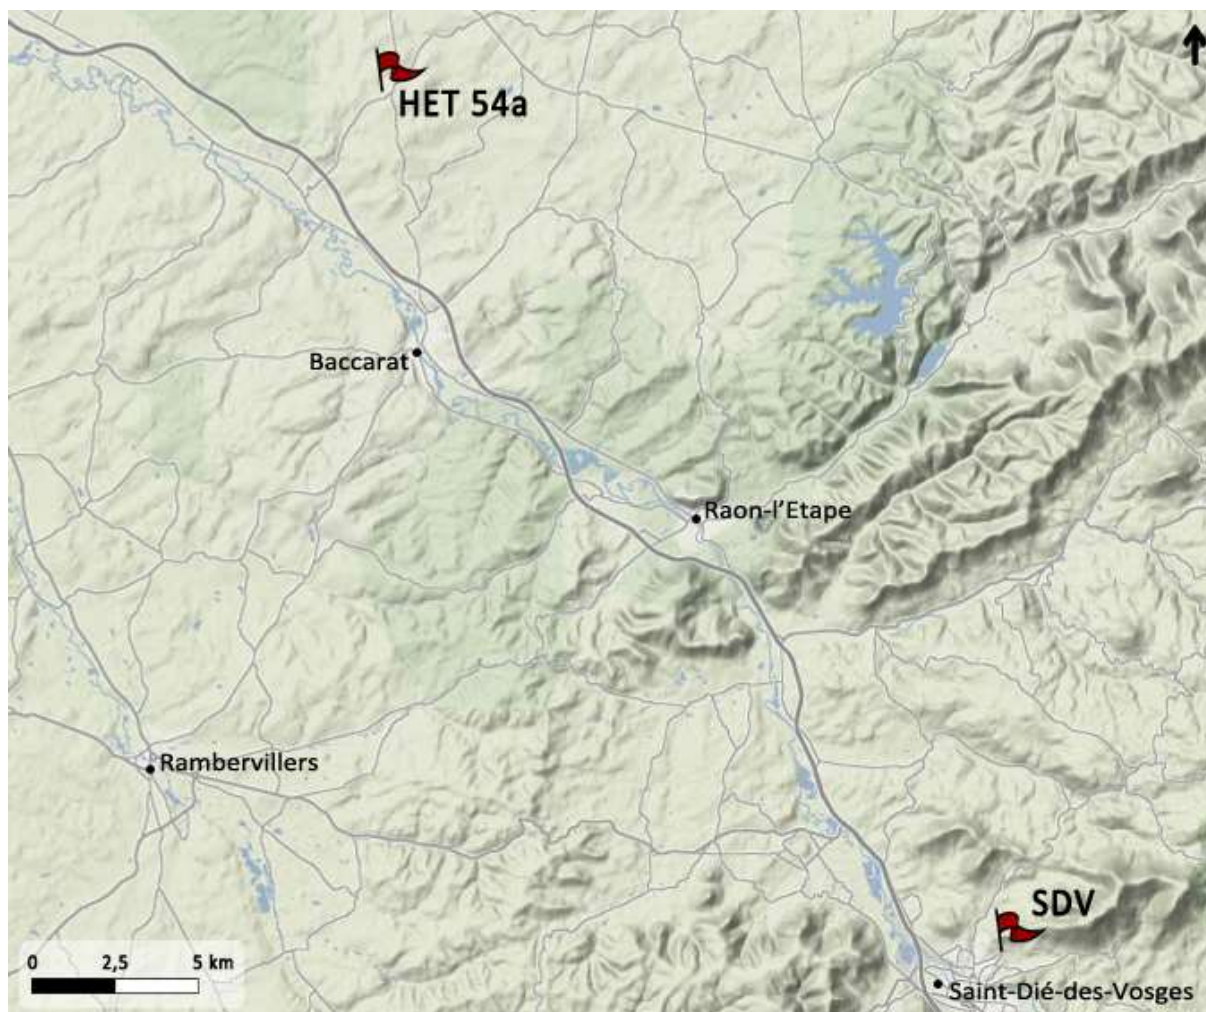 HET 54a
Baccarat
Raon-l'Etape
Rambervillers
SDV
0 2,5 5 km
Saint-Dié-des-Vosges